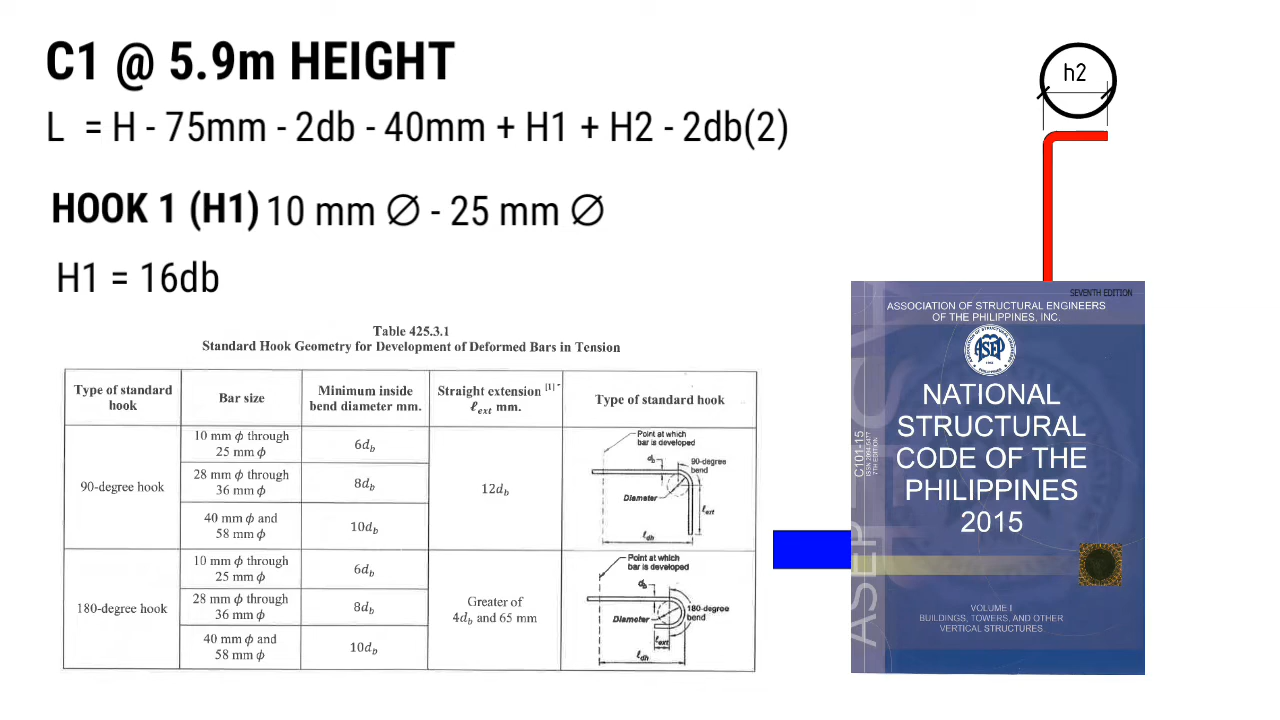 C1 @ 5.9m HEIGHT
L = H - 75mm - 2db - 40mm + H1 + H2 - 2db(2)
HOOK 1 (H1) 10 mm ∅ - 25 mm ∅
H1 = 16db
h2
Table 425.3.1
Standard Hook Geometry for Development of Deformed Bars in Tension
Type of standard hook
Bar size
Minimum inside bend diameter mm.
Straight extension [1] ℓext mm.
Type of standard hook
90-degree hook
10 mm ϕ through 25 mm ϕ
6db
28 mm ϕ through 36 mm ϕ
8db
40 mm ϕ and 58 mm ϕ
10db
12db
Point at which bar is developed
db
90-degree bend
Diameter
ℓext
ℓdh
180-degree hook
10 mm ϕ through 25 mm ϕ
6db
28 mm ϕ through 36 mm ϕ
8db
40 mm ϕ and 58 mm ϕ
10db
Greater of 4db and 65 mm
Point at which bar is developed
db
180-degree bend
Diameter
ℓext
ℓdh
SEVENTH EDITION
ASSOCIATION OF STRUCTURAL ENGINEERS
OF THE PHILIPPINES, INC.
ASEP
NATIONAL
STRUCTURAL
CODE OF THE
PHILIPPINES
2015
VOLUME I
BUILDINGS, TOWERS, AND OTHER
VERTICAL STRUCTURES
C101-15
7TH EDITION
ASEP